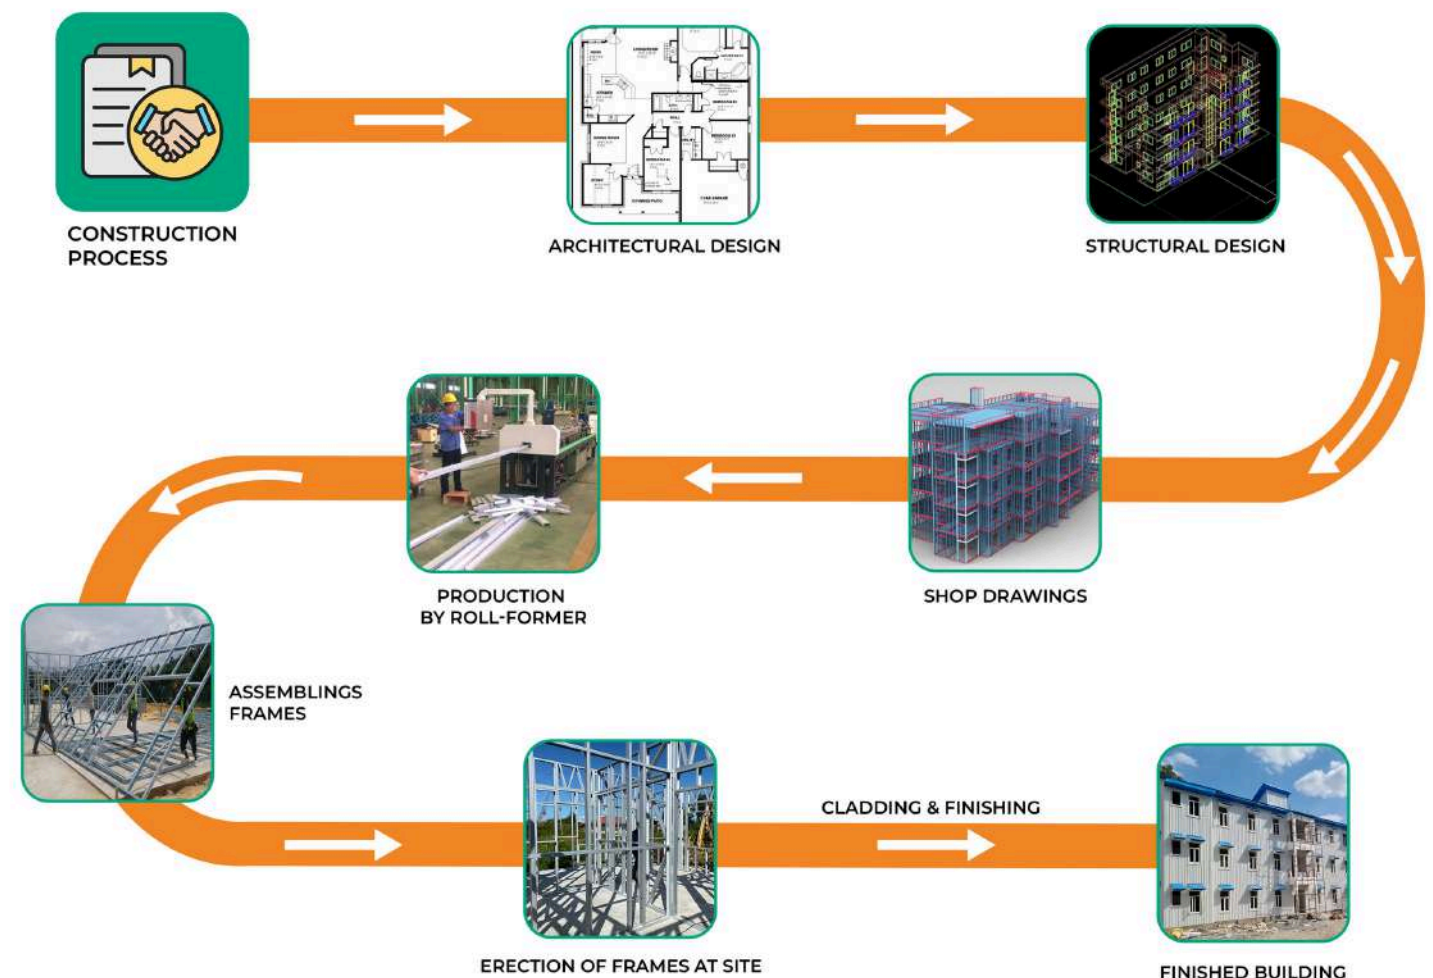 CONSTRUCTION
PROCESS
ARCHITECTURAL DESIGN
STRUCTURAL DESIGN
SHOP DRAWINGS
PRODUCTION
BY ROLL-FORMER
ASSEMBLINGS
FRAMES
ERECTION OF FRAMES AT SITE
CLADDING & FINISHING
FINISHED BUILDING